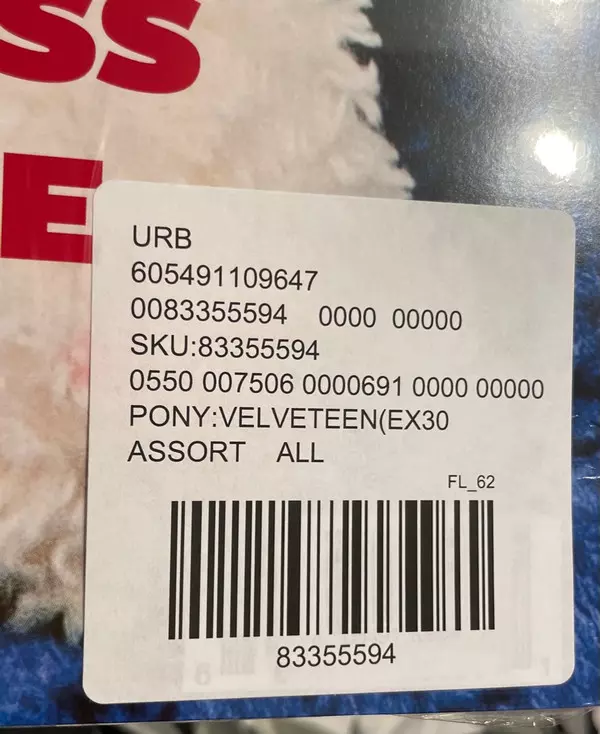 SS
E
URB
605491109647
0083355594 0000 00000
SKU:83355594
0550 007506 0000691 0000 00000
PONY:VELVETEEN(EX30
ASSORT ALL
FL_62
83355594